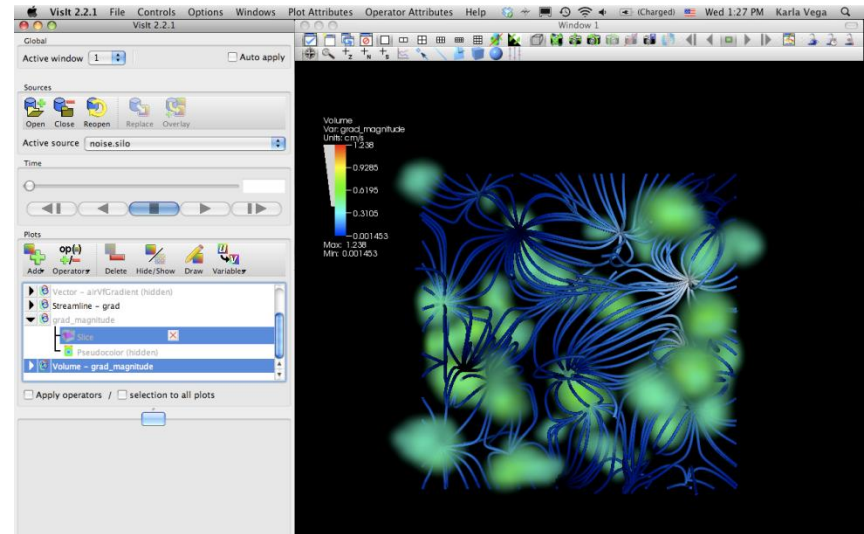 VisIt 2.2.1 File Controls Options Windows Plot Attributes Operator Attributes Help (Charged) Wed 1:27 PM Karla Vega
VisIt 2.2.1
Window 1
Global
Active window 1 Auto apply
Sources
Open Close Reopen Replace Overlay
Active source noise.silo
Time
Plots
op(=)
Add Operators Delete Hide/Show Draw Variables
Vector - airVfGradient (hidden)
Streamline - grad
grad_magnitude
Slice
Pseudocolor (hidden)
Volume - grad_magnitude
Apply operators / selection to all plots
Volume
Var: grad_magnitude
Units: cm/s
1.238
0.9285
0.6195
0.3105
0.001453
Max: 1.238
Min: 0.001453